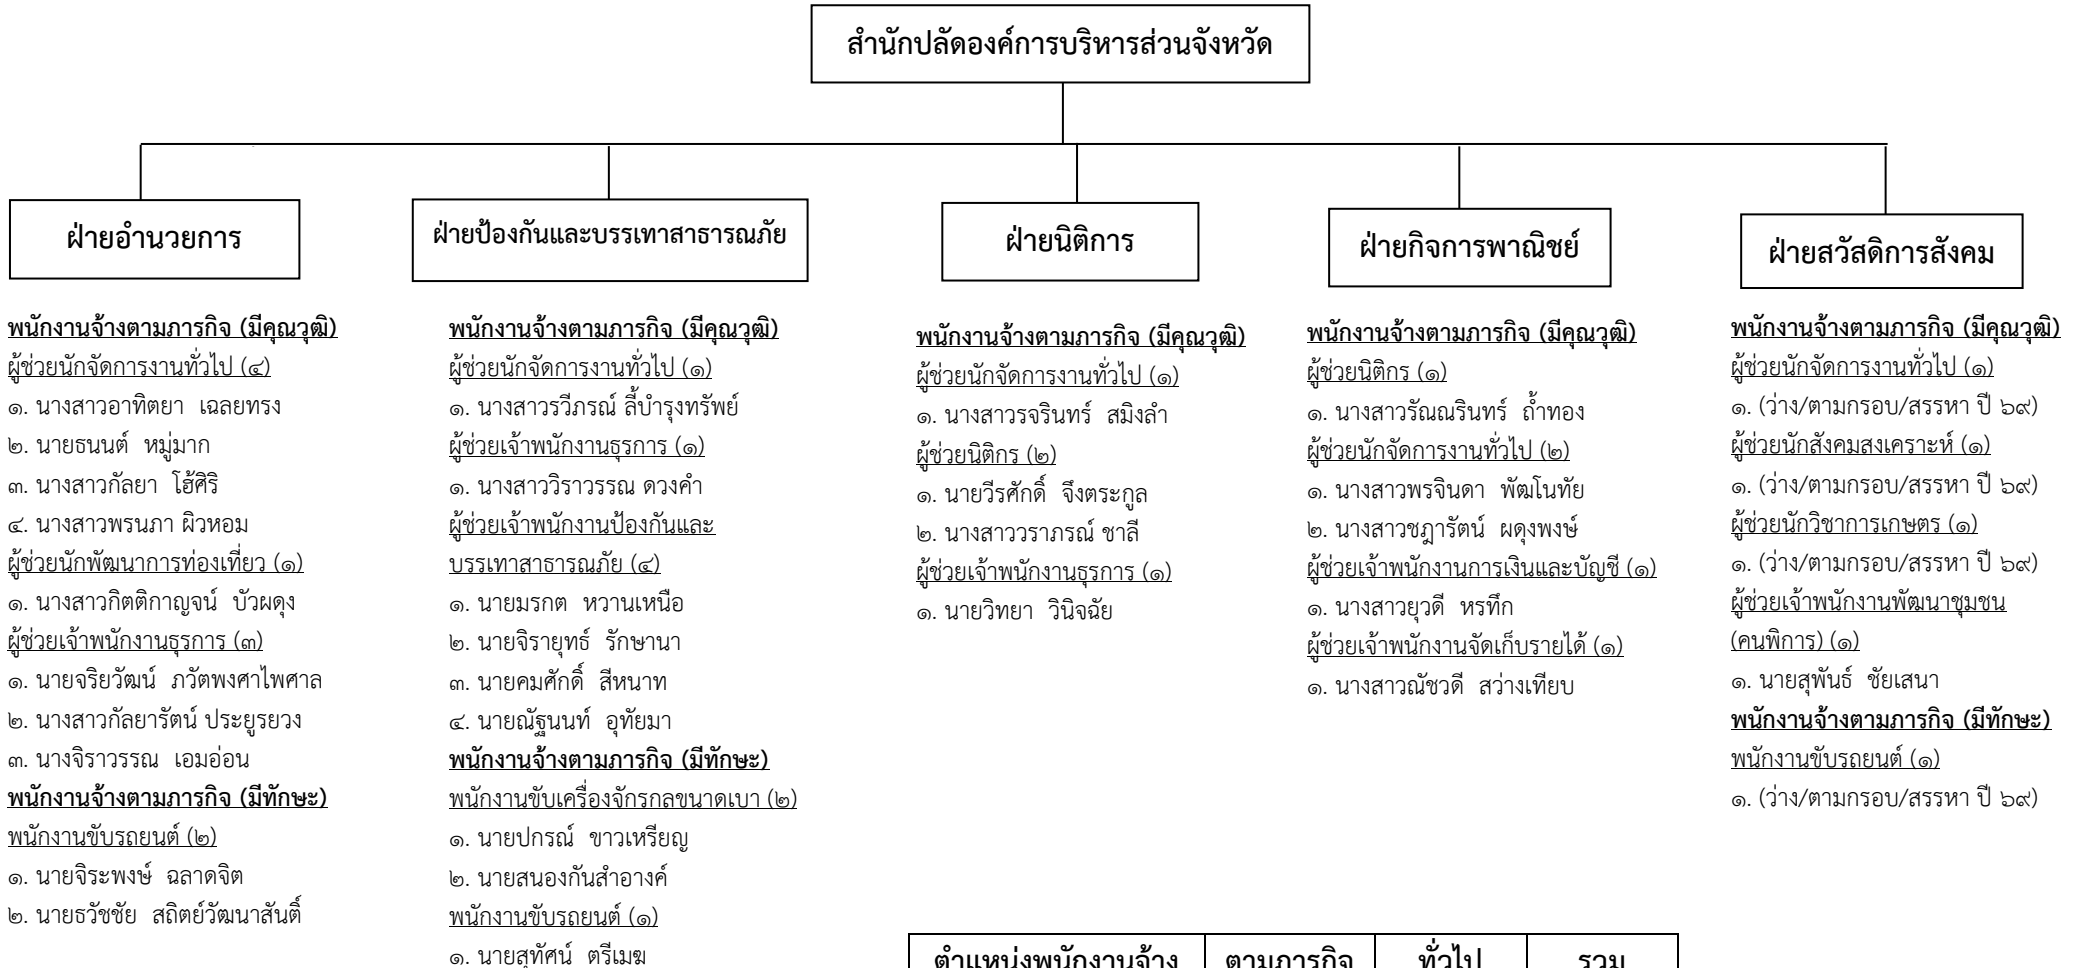 สำนักปลัดองค์การบริหารส่วนจังหวัด
ฝ่ายอำนวยการ
พนักงานจ้างตามภารกิจ (มีคุณวุฒิ)
ผู้ช่วยนักจัดการงานทั่วไป (๔)
๑. นางสาวอาทิตยา เฉลยทรง
๒. นายธนนต์ หมู่มาก
๓. นางสาวกัลยา โฮ้ศิริ
๔. นางสาวพรนภา ผิวหอม
ผู้ช่วยนักพัฒนาการท่องเที่ยว (๑)
๑. นางสาวกิตติกาญจน์ บัวผดุง
ผู้ช่วยเจ้าพนักงานธุรการ (๓)
๑. นายจริยวัฒน์ ภวัตพงศาไพศาล
๒. นางสาวกัลยารัตน์ ประยูรยวง
๓. นางจิราวรรณ เอมอ่อน
พนักงานจ้างตามภารกิจ (มีทักษะ)
พนักงานขับรถยนต์ (๒)
๑. นายจิระพงษ์ ฉลาดจิต
๒. นายธวัชชัย สถิตย์วัฒนาสันติ์
ฝ่ายป้องกันและบรรเทาสาธารณภัย
พนักงานจ้างตามภารกิจ (มีคุณวุฒิ)
ผู้ช่วยนักจัดการงานทั่วไป (๑)
๑. นางสาวรวีภรณ์ ลี้บำรุงทรัพย์
ผู้ช่วยเจ้าพนักงานธุรการ (๑)
๑. นางสาววิราวรรณ ดวงคำ
ผู้ช่วยเจ้าพนักงานป้องกันและ
บรรเทาสาธารณภัย (๔)
๑. นายมรกต หวานเหนือ
๒. นายจิรายุทธ์ รักษานา
๓. นายคมศักดิ์ สีหนาท
๔. นายณัฐนนท์ อุทัยมา
พนักงานจ้างตามภารกิจ (มีทักษะ)
พนักงานขับเครื่องจักรกลขนาดเบา (๒)
๑. นายปกรณ์ ขาวเหรียญ
๒. นายสนองกันสำอางค์
พนักงานขับรถยนต์ (๑)
๑. นายสุทัศน์ ตรีเมฆ
ฝ่ายนิติการ
พนักงานจ้างตามภารกิจ (มีคุณวุฒิ)
ผู้ช่วยนักจัดการงานทั่วไป (๑)
๑. นางสาวรจรินทร์ สมิงลำ
ผู้ช่วยนิติกร (๒)
๑. นายวีรศักดิ์ จึงตระกูล
๒. นางสาววราภรณ์ ชาลี
ผู้ช่วยเจ้าพนักงานธุรการ (๑)
๑. นายวิทยา วินิจฉัย
ฝ่ายกิจการพาณิชย์
พนักงานจ้างตามภารกิจ (มีคุณวุฒิ)
ผู้ช่วยนิติกร (๑)
๑. นางสาวรัณณรินทร์ ถ้ำทอง
ผู้ช่วยนักจัดการงานทั่วไป (๒)
๑. นางสาวพรจินดา พัฒโนทัย
๒. นางสาวชฎารัตน์ ผดุงพงษ์
ผู้ช่วยเจ้าพนักงานการเงินและบัญชี (๑)
๑. นางสาวยุวดี หรทึก
ผู้ช่วยเจ้าพนักงานจัดเก็บรายได้ (๑)
๑. นางสาวณัชวดี สว่างเทียบ
ฝ่ายสวัสดิการสังคม
พนักงานจ้างตามภารกิจ (มีคุณวุฒิ)
ผู้ช่วยนักจัดการงานทั่วไป (๑)
๑. (ว่าง/ตามกรอบ/สรรหา ปี ๖๙)
ผู้ช่วยนักสังคมสงเคราะห์ (๑)
๑. (ว่าง/ตามกรอบ/สรรหา ปี ๖๙)
ผู้ช่วยนักวิชาการเกษตร (๑)
๑. (ว่าง/ตามกรอบ/สรรหา ปี ๖๙)
ผู้ช่วยเจ้าพนักงานพัฒนาชุมชน
(คนพิการ) (๑)
๑. นายสุพันธ์ ชัยเสนา
พนักงานจ้างตามภารกิจ (มีทักษะ)
พนักงานขับรถยนต์ (๑)
๑. (ว่าง/ตามกรอบ/สรรหา ปี ๖๙)
ตำแหน่งพนักงานจ้าง ตามภารกิจ ทั่วไป รวม